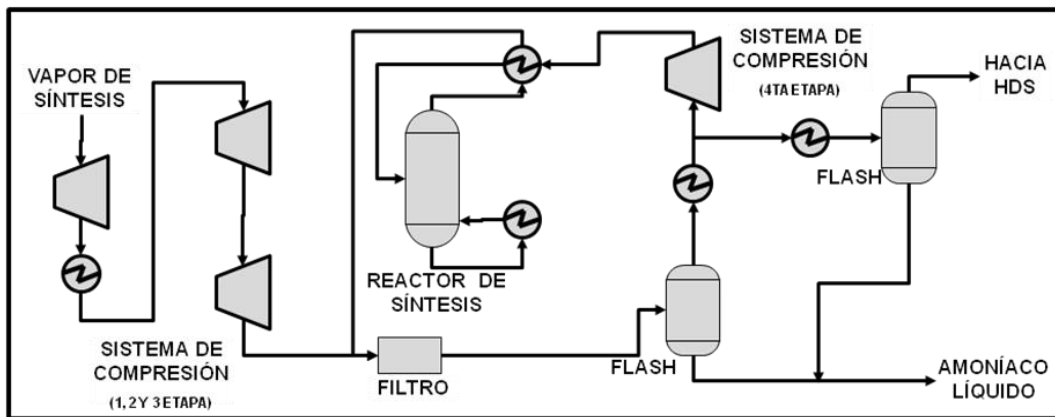 VAPOR DE
SÍNTESIS
SISTEMA DE
COMPRESIÓN
(1, 2 Y 3 ETAPA)
REACTOR DE
SÍNTESIS
FILTRO
SISTEMA DE
COMPRESIÓN
(4TA ETAPA)
FLASH
HACIA
HDS
FLASH
AMONÍACO
LÍQUIDO